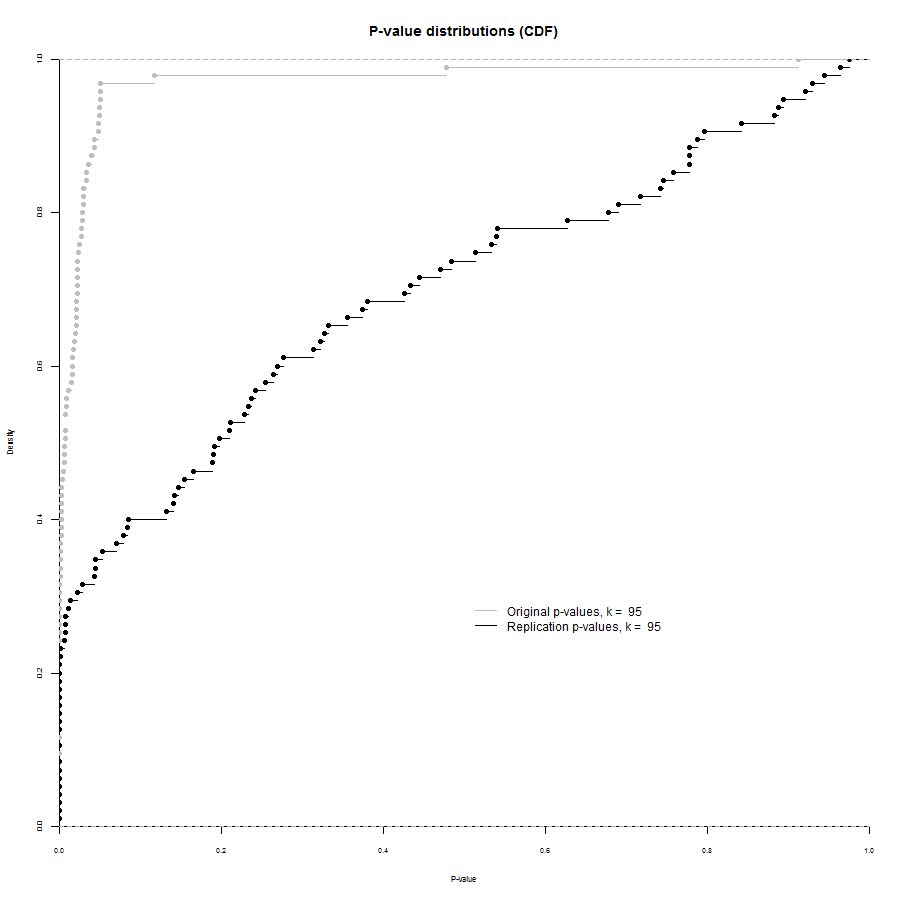 P-value distributions (CDF)
1.0
0.8
0.6
0.4
0.2
0.0
Density
Original p-values, k = 95
Replication p-values, k = 95
0.0 0.2 0.4 0.6 0.8 1.0
P-value